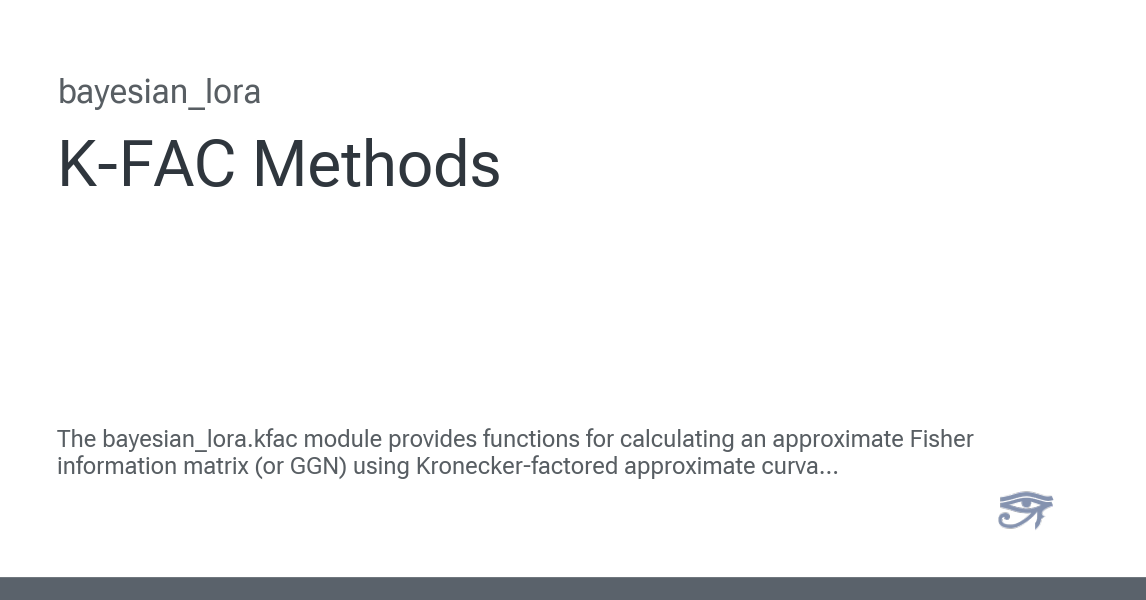 bayesian_lora
K-FAC Methods
The bayesian_lora.kfac module provides functions for calculating an approximate Fisher
information matrix (or GGN) using Kronecker-factored approximate curva...